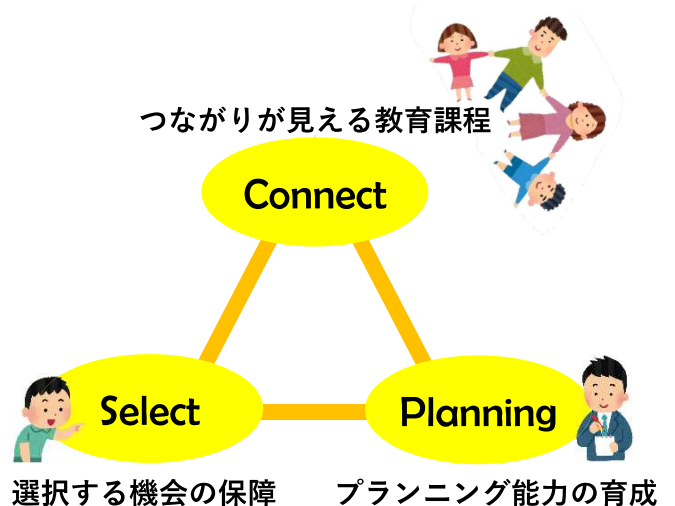 つながりが見える教育課程
Connect
Select
Planning
選択する機会の保障
プランニング能力の育成